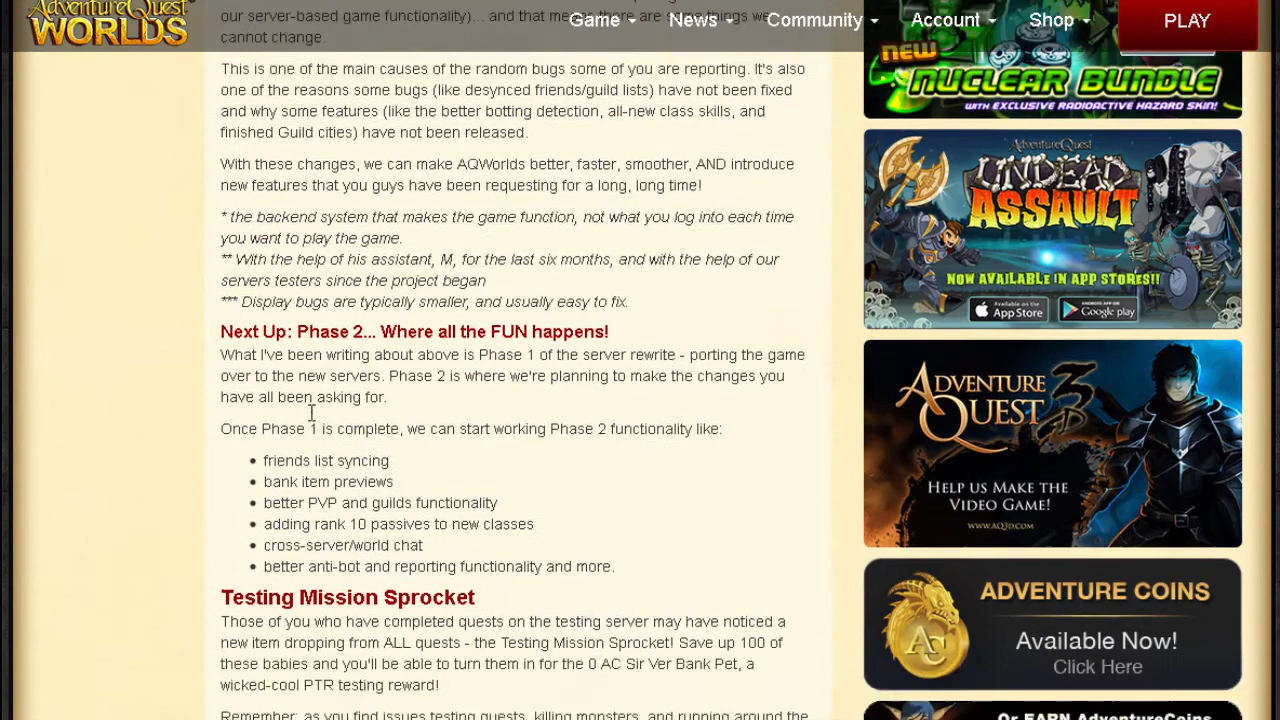 AdventureQuest
WORLDS
Game
News
Community
Account
Shop
PLAY
our server-based game functionality)... and that means there are some things we
cannot change.
This is one of the main causes of the random bugs some of you are reporting. It's also
one of the reasons some bugs (like desynced friends/guild lists) have not been fixed
and why some features (like the better botting detection, all-new class skills, and
finished Guild cities) have not been released.
With these changes, we can make AQWorlds better, faster, smoother, AND introduce
new features that you guys have been requesting for a long, long time!
* the backend system that makes the game function, not what you log into each time
you want to play the game.
** With the help of his assistant, M, for the last six months, and with the help of our
servers testers since the project began
*** Display bugs are typically smaller, and usually easy to fix.
Next Up: Phase 2... Where all the FUN happens!
What I've been writing about above is Phase 1 of the server rewrite - porting the game
over to the new servers. Phase 2 is where we're planning to make the changes you
have all been asking for.
Once Phase 1 is complete, we can start working Phase 2 functionality like:
• friends list syncing
• bank item previews
• better PVP and guilds functionality
• adding rank 10 passives to new classes
• cross-server/world chat
• better anti-bot and reporting functionality and more.
Testing Mission Sprocket
Those of you who have completed quests on the testing server may have noticed a
new item dropping from ALL quests - the Testing Mission Sprocket! Save up 100 of
these babies and you'll be able to turn them in for the 0 AC Sir Ver Bank Pet, a
wicked-cool PTR testing reward!
Remember: as you find issues testing quests, killing monsters, and running around the
NEW
NUCLEAR BUNDLE
WITH EXCLUSIVE RADIOACTIVE HAZARD SKIN!
AdventureQuest
UNDEAD
ASSAULT
NOW AVAILABLE IN APP STORES!!
Available on the
App Store
ANDROID APP ON
Google play
ADVENTURE
QUEST 3D
HELP US MAKE THE
VIDEO GAME!
WWW.AQ3D.COM
AC
ADVENTURE COINS
Available Now!
Click Here
Or EARN AdventureCoins